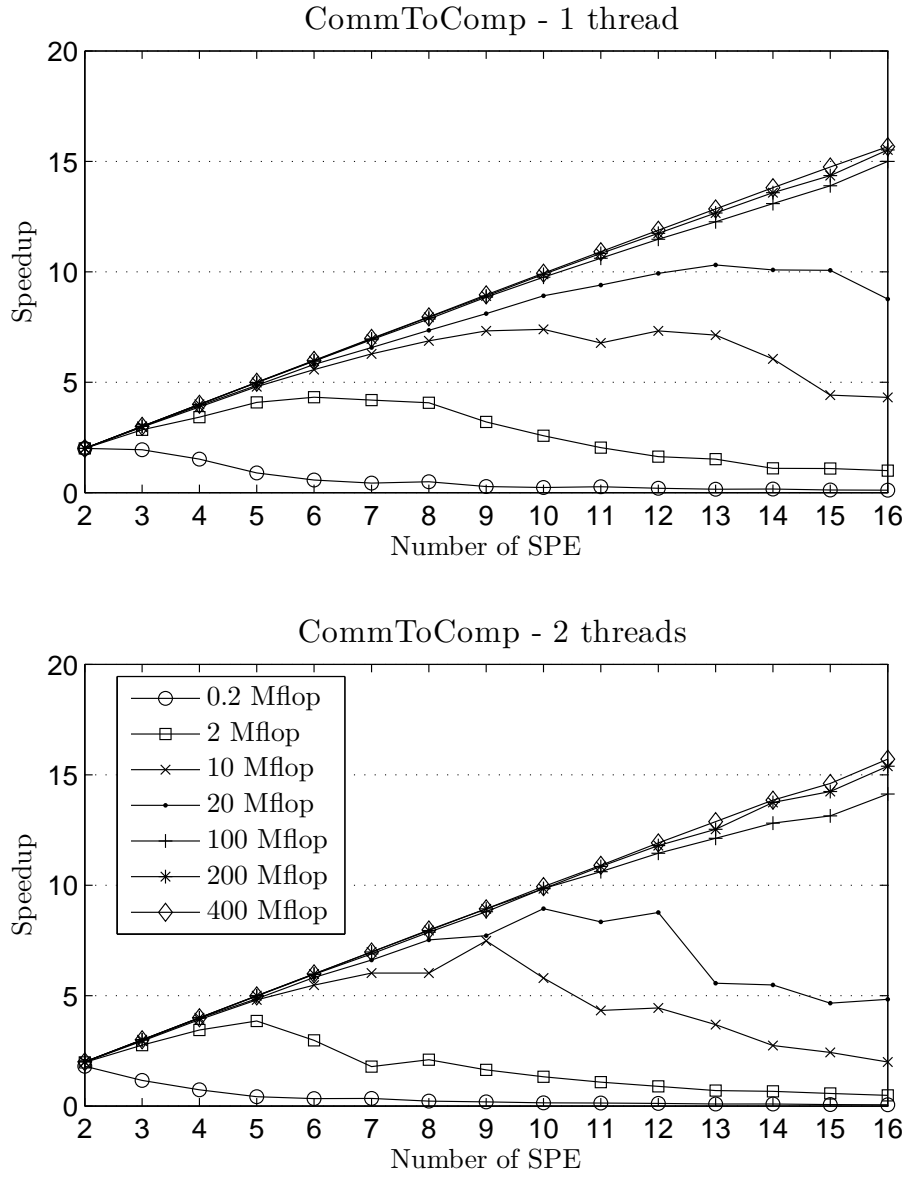 CommToComp - 1 thread
20
15
10
5
0
Speedup
2 3 4 5 6 7 8 9 10 11 12 13 14 15 16
Number of SPE
CommToComp - 2 threads
20
15
10
5
0
Speedup
0.2 Mflop
2 Mflop
10 Mflop
20 Mflop
100 Mflop
200 Mflop
400 Mflop
2 3 4 5 6 7 8 9 10 11 12 13 14 15 16
Number of SPE